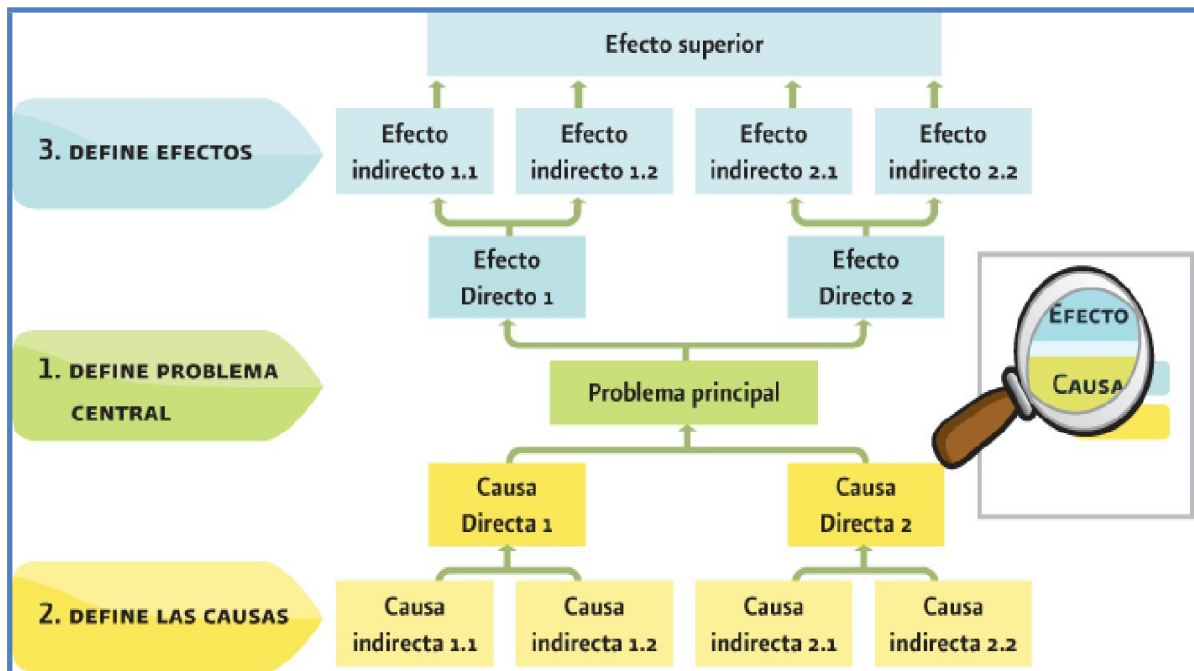 Efecto superior
3. DEFINE EFECTOS
Efecto
indirecto 1.1
Efecto
indirecto 1.2
Efecto
indirecto 2.1
Efecto
indirecto 2.2
Efecto
Directo 1
Efecto
Directo 2
1. DEFINE PROBLEMA
CENTRAL
Problema principal
EFECTO
CAUSA
Causa
Directa 1
Causa
Directa 2
2. DEFINE LAS CAUSAS
Causa
indirecta 1.1
Causa
indirecta 1.2
Causa
indirecta 2.1
Causa
indirecta 2.2